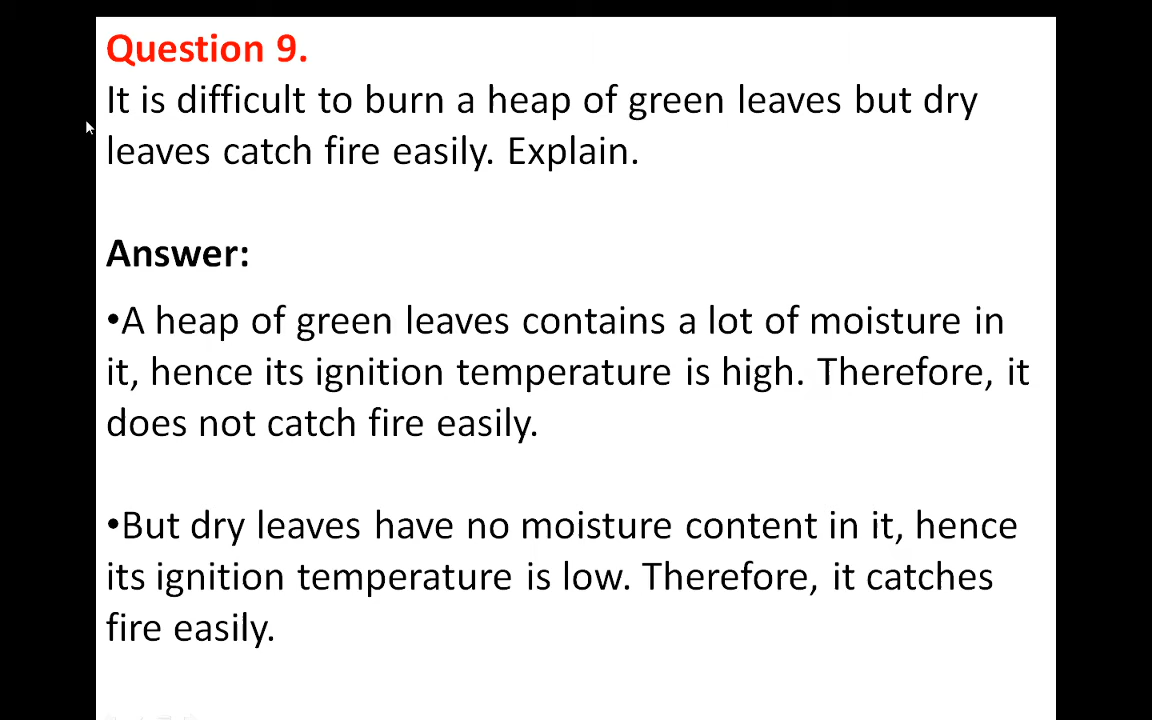 Question 9.
It is difficult to burn a heap of green leaves but dry
leaves catch fire easily. Explain.
Answer:
•A heap of green leaves contains a lot of moisture in
it, hence its ignition temperature is high. Therefore, it
does not catch fire easily.
•But dry leaves have no moisture content in it, hence
its ignition temperature is low. Therefore, it catches
fire easily.